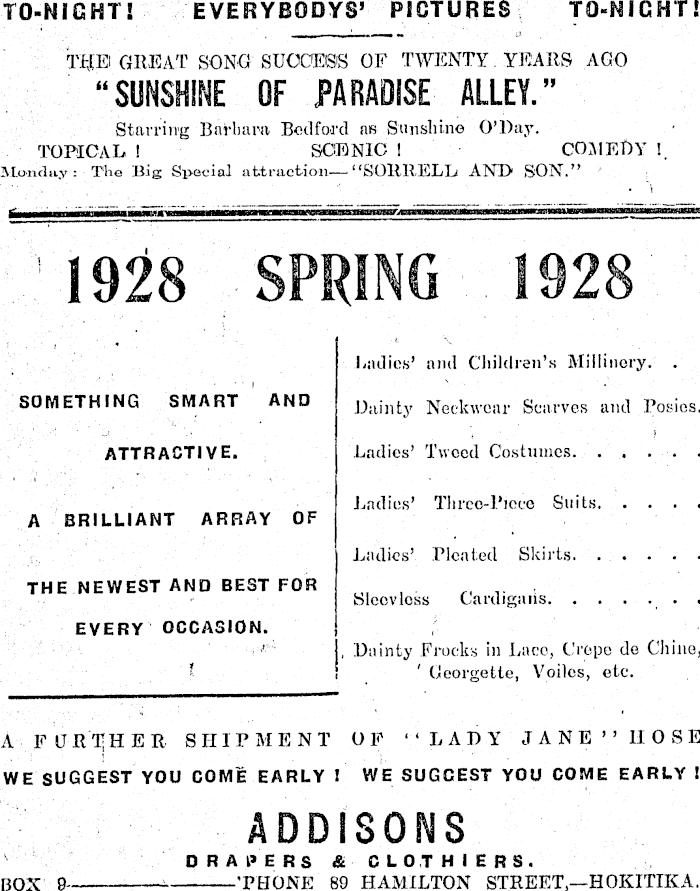 TO-NIGHT! EVERYBODYS' PICTURES TO-NIGHT!
THE GREAT SONG SUCCESS OF TWENTY YEARS AGO
"SUNSHINE OF PARADISE ALLEY."
Starring Barbara Bedford as Sunshine O'Day.
TOPICAL ! SCENIC ! COMEDY !
Monday: The Big Special attraction—"SORRELL AND SON."
1928 SPRING 1928
SOMETHING SMART AND
ATTRACTIVE.
A BRILLIANT ARRAY OF
THE NEWEST AND BEST FOR
EVERY OCCASION.
Ladies' and Children's Millinery. .
Dainty Neckwear Scarves and Posies.
Ladies' Tweed Costumes. . . . . .
Ladies' Three-Piece Suits. . . . .
Ladies' Pleated Skirts. . . . . .
Sleevless Cardigans. . . . . . .
Dainty Frocks in Lace, Crepe de Chine,
Georgette, Voiles, etc.
A FURTHER SHIPMENT OF "LADY JANE" HOSE
WE SUGGEST YOU COME EARLY ! WE SUGGEST YOU COME EARLY !
ADDISONS
DRAPERS & CLOTHIERS.
BOX 9——————'PHONE 89 HAMILTON STREET,—HOKITIKA.